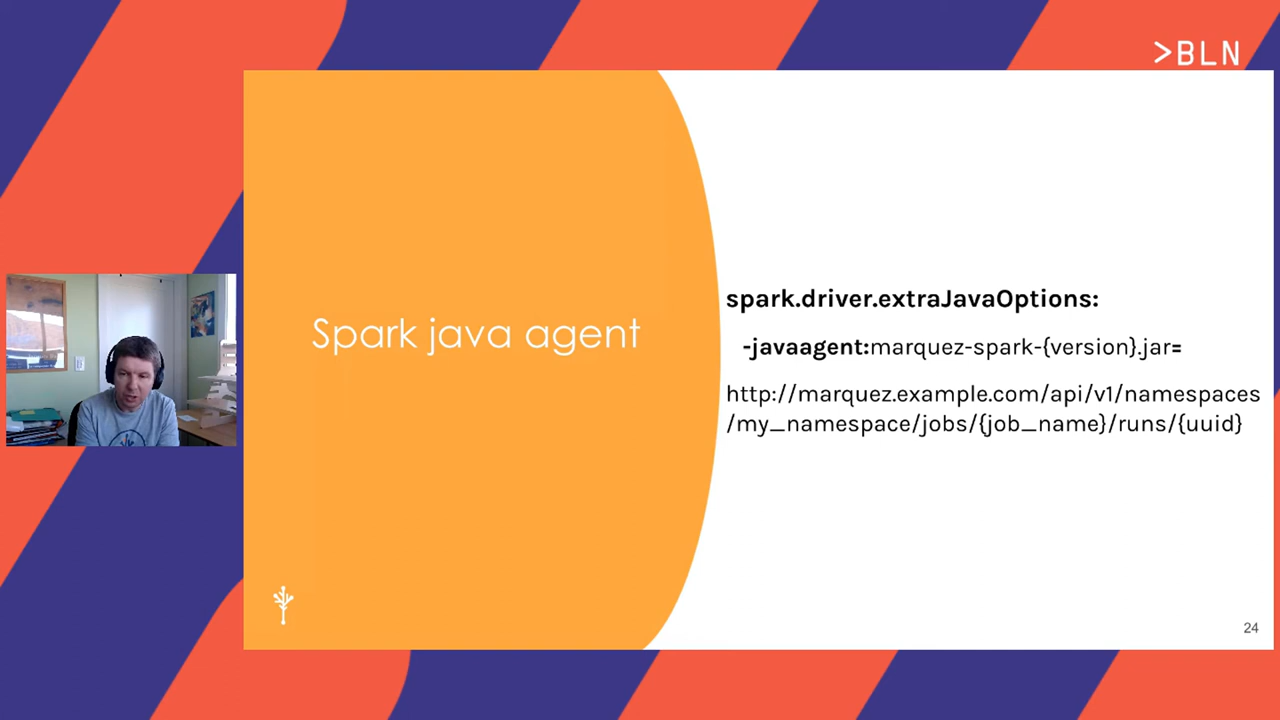 >BLN
Spark java agent
spark.driver.extraJavaOptions:
-javaagent:marquez-spark-{version}.jar=
http://marquez.example.com/api/v1/namespaces
/my_namespace/jobs/{job_name}/runs/{uuid}
24